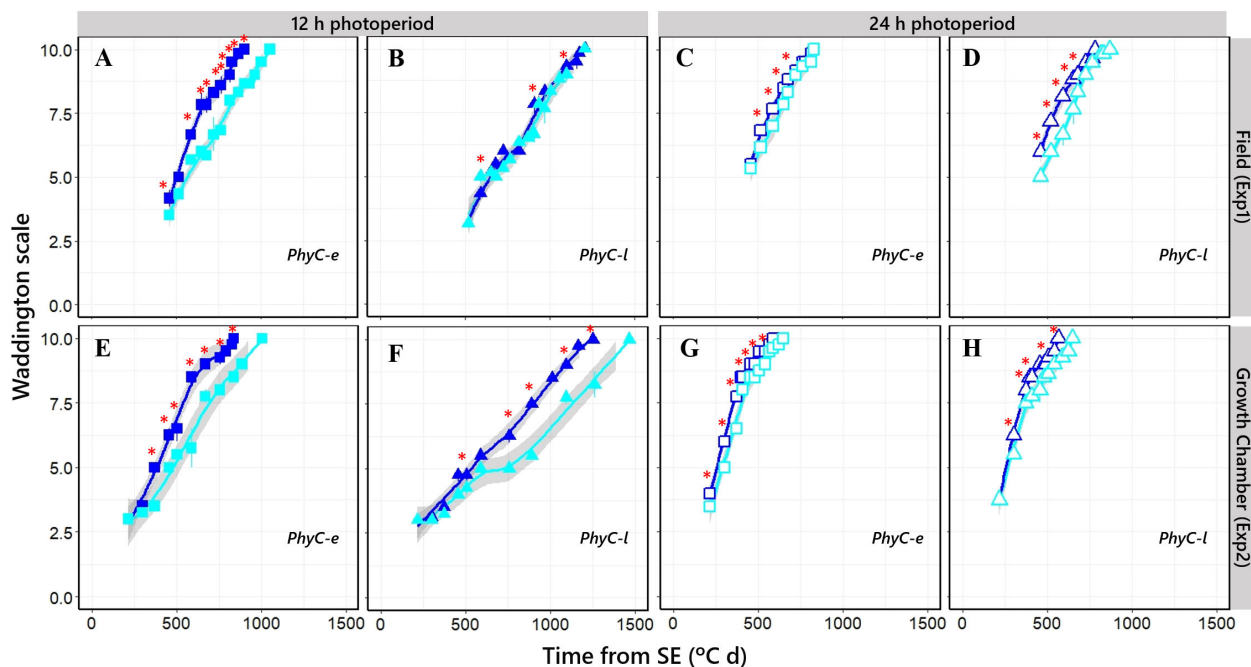 12 h photoperiod
24 h photoperiod
Waddington scale
10.0
7.5
5.0
2.5
0.0
A
*
*
*
*
*
*
*
*
*
PhyC-e
B
*
*
*
PhyC-l
C
*
*
*
*
PhyC-e
D
*
*
*
*
*
PhyC-l
Field (Exp1)
10.0
7.5
5.0
2.5
0.0
E
*
*
*
*
*
*
*
PhyC-e
F
*
*
*
*
*
PhyC-l
G
*
*
*
*
*
*
*
*
PhyC-e
H
*
*
*
*
*
PhyC-l
Growth Chamber (Exp2)
0 500 1000 1500
0 500 1000 1500
0 500 1000 1500
0 500 1000 1500
Time from SE (°C d)